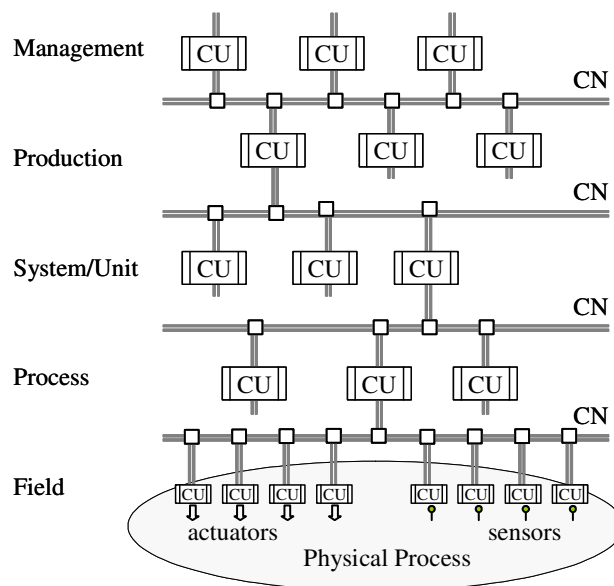 Management
CU CU CU
CN
Production
CU CU CU
CN
System/Unit
CU CU CU
CN
Process
CU CU CU
CN
Field
CU CU CU CU CU CU CU CU
actuators sensors
Physical Process